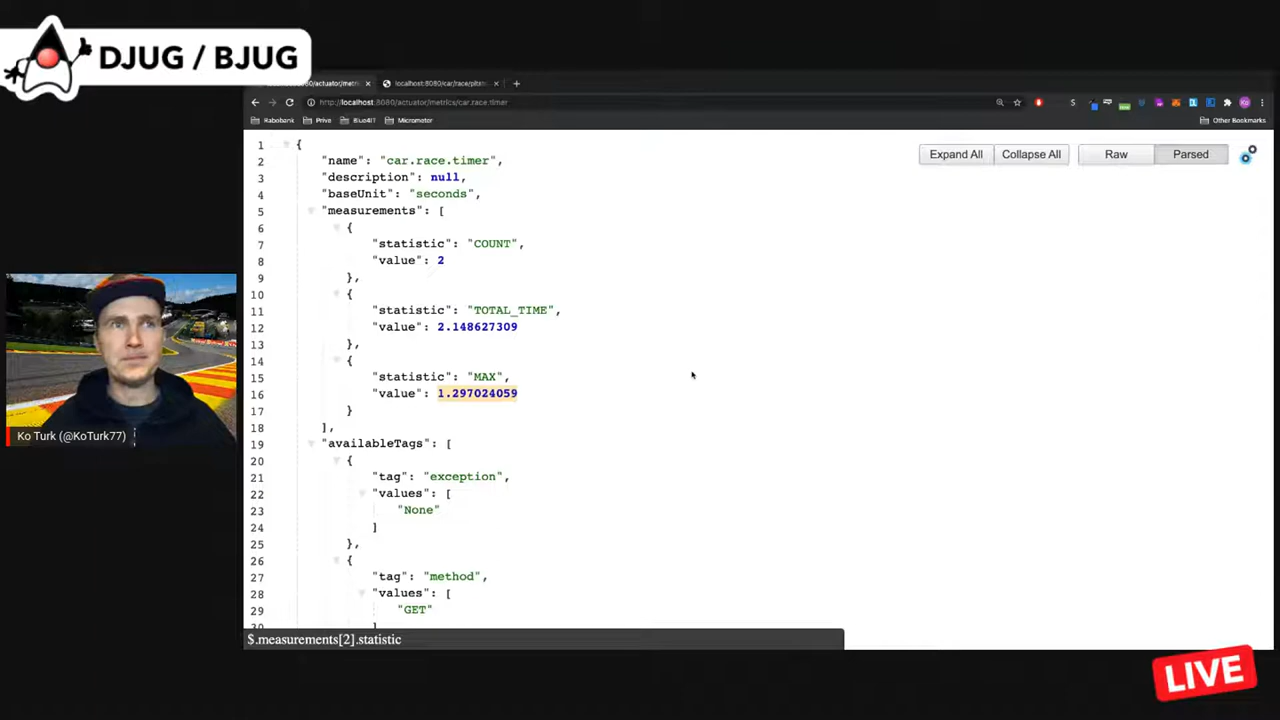 DJUG / BJUG
localhost:8080/car/race/pitst
http://localhost:8080/actuator/metrics/car.race.timer
Rabobank
Prive
Blue4IT
Micrometer
Other Bookmarks
Expand All
Collapse All
Raw
Parsed
1 {
2 "name": "car.race.timer",
3 "description": null,
4 "baseUnit": "seconds",
5 "measurements": [
6 {
7 "statistic": "COUNT",
8 "value": 2
9 },
10 {
11 "statistic": "TOTAL_TIME",
12 "value": 2.148627309
13 },
14 {
15 "statistic": "MAX",
16 "value": 1.297024059
17 }
18 ],
19 "availableTags": [
20 {
21 "tag": "exception",
22 "values": [
23 "None"
24 ]
25 },
26 {
27 "tag": "method",
28 "values": [
29 "GET"
30 ]
$.measurements[2].statistic
Ko Turk (@KoTurk77)
LIVE